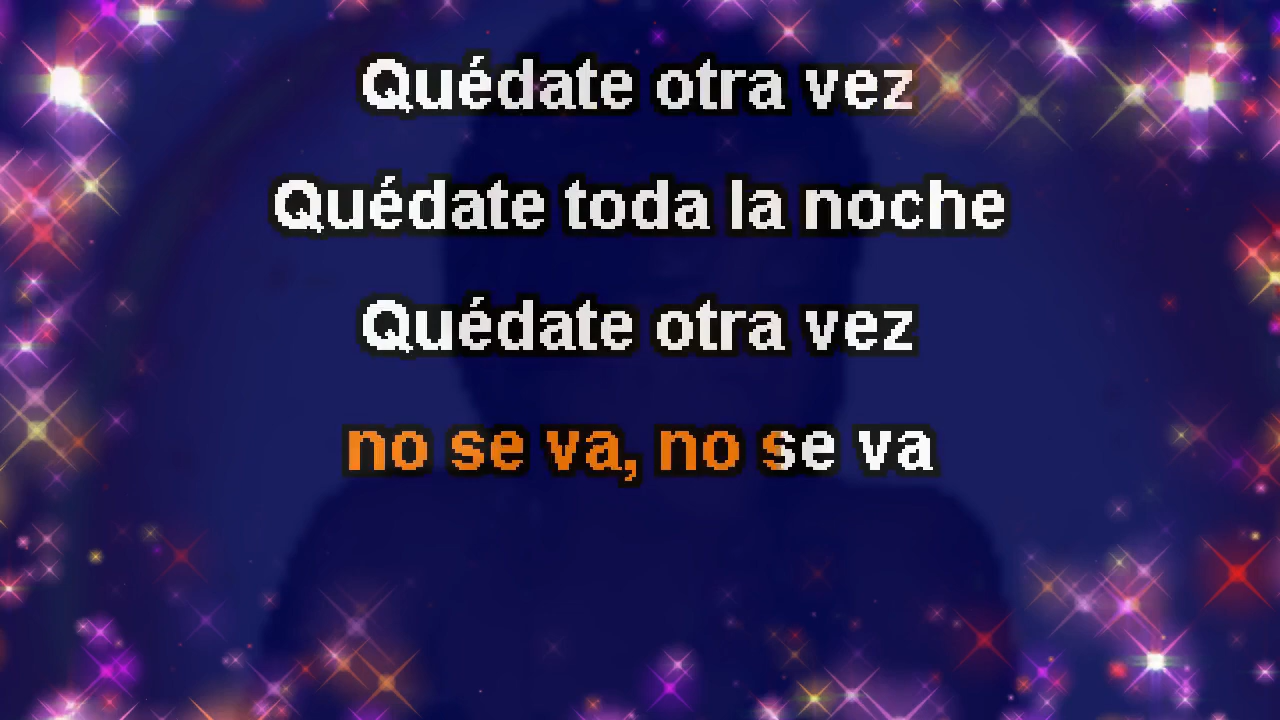 Quédate otra vez
Quédate toda la noche
Quédate otra vez
no se va, no se va